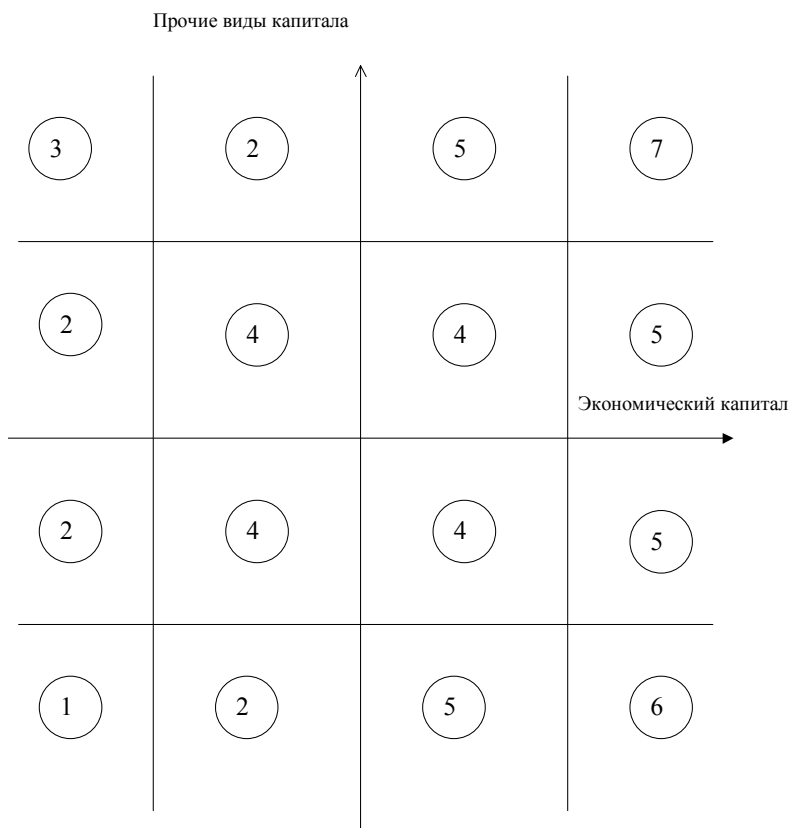 Прочие виды капитала
3 2 5 7
2 4 4 5
Экономический капитал
2 4 4 5
1 2 5 6